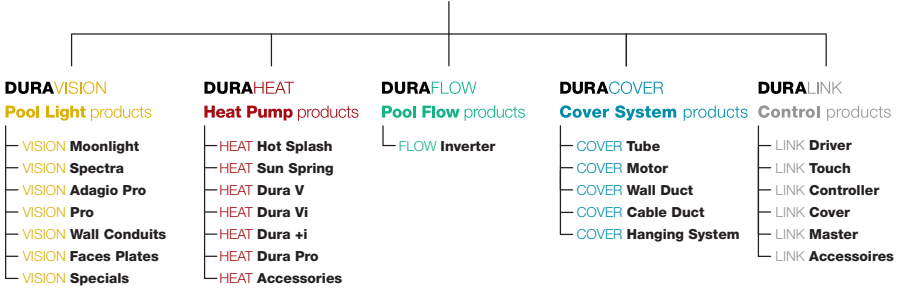 DURAVISION
Pool Light products
VISION Moonlight
VISION Spectra
VISION Adagio Pro
VISION Pro
VISION Wall Conduits
VISION Faces Plates
VISION Specials
DURAHEAT
Heat Pump products
HEAT Hot Splash
HEAT Sun Spring
HEAT Dura V
HEAT Dura Vi
HEAT Dura +i
HEAT Dura Pro
HEAT Accessories
DURAFLOW
Pool Flow products
FLOW Inverter
DURACOVER
Cover System products
COVER Tube
COVER Motor
COVER Wall Duct
COVER Cable Duct
COVER Hanging System
DURALINK
Control products
LINK Driver
LINK Touch
LINK Controller
LINK Cover
LINK Master
LINK Accessoires